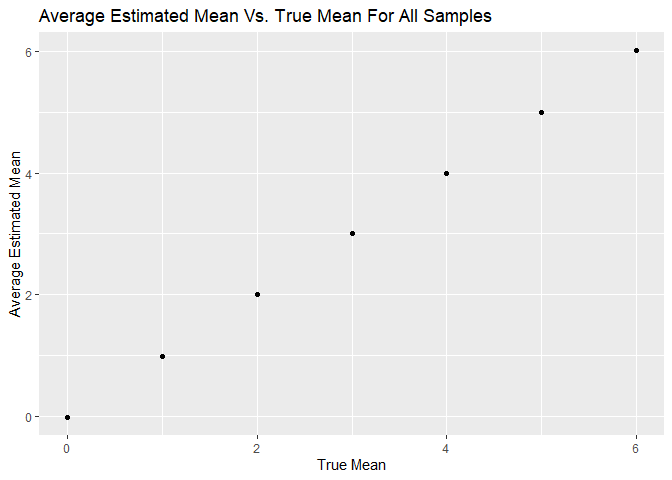 Average Estimated Mean Vs. True Mean For All Samples
6
4
2
0
Average Estimated Mean
0 2 4 6
True Mean